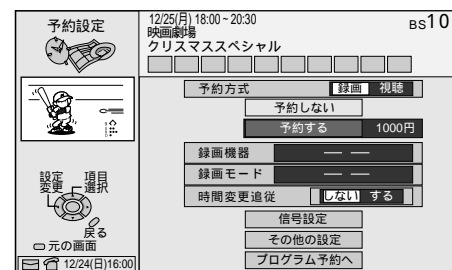 予約設定
12/25(月) 18:00~20:30
映画劇場
クリスマススペシャル
BS10
予約方式 録画 視聴
予約しない
予約する 1000円
録画機器 ―― ――
録画モード ―― ――
時間変更追従 しない する
信号設定
その他の設定
プログラム予約へ
設定変更 項目選択
戻る
元の画面
12/24(日)16:00